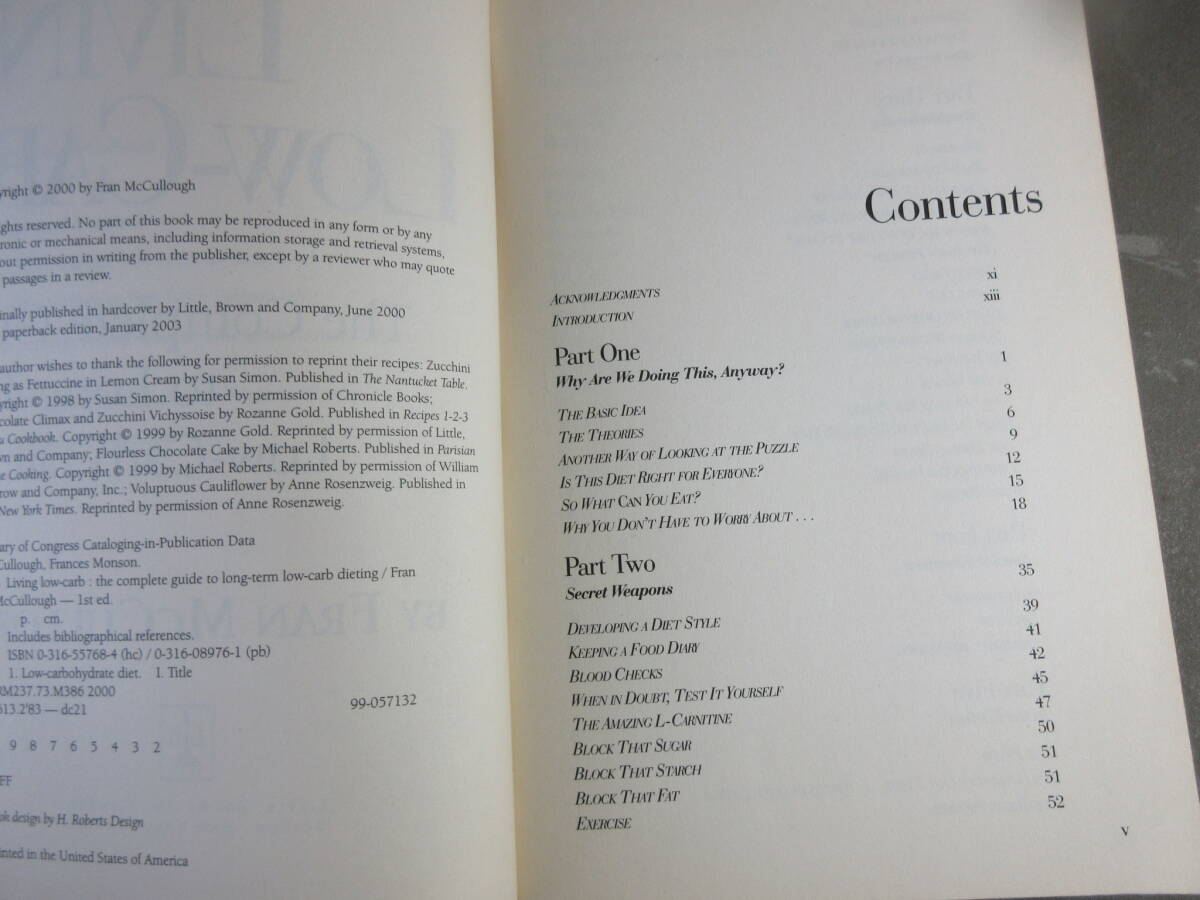 yright © 2000 by Fran McCullough
ghts reserved. No part of this book may be reproduced in any form or by any
ronic or mechanical means, including information storage and retrieval systems,
out permission in writing from the publisher, except by a reviewer who may quote
passages in a review.
inally published in hardcover by Little, Brown and Company, June 2000
paperback edition, January 2003
author wishes to thank the following for permission to reprint their recipes: Zucchini
ng as Fettuccine in Lemon Cream by Susan Simon. Published in The Nantucket Table.
yright © 1998 by Susan Simon. Reprinted by permission of Chronicle Books;
colate Climax and Zucchini Vichyssoise by Rozanne Gold. Published in Recipes 1-2-3
u Cookbook. Copyright © 1999 by Rozanne Gold. Reprinted by permission of Little,
wn and Company; Flourless Chocolate Cake by Michael Roberts. Published in Parisian
e Cooking. Copyright © 1999 by Michael Roberts. Reprinted by permission of William
row and Company, Inc.; Voluptuous Cauliflower by Anne Rosenzweig. Published in
New York Times. Reprinted by permission of Anne Rosenzweig.
ary of Congress Cataloging-in-Publication Data
Cullough, Frances Monson.
Living low-carb : the complete guide to long-term low-carb dieting / Fran
McCullough — 1st ed.
p. cm.
Includes bibliographical references.
ISBN 0-316-55768-4 (hc) / 0-316-08976-1 (pb)
1. Low-carbohydrate diet. I. Title
RM237.73.M386 2000
613.2'83 — dc21 99-057132
9 8 7 6 5 4 3 2
FF
ok design by H. Roberts Design
inted in the United States of America
Contents
ACKNOWLEDGMENTS xi
INTRODUCTION xiii
Part One
Why Are We Doing This, Anyway? 1
THE BASIC IDEA 3
THE THEORIES 6
ANOTHER WAY OF LOOKING AT THE PUZZLE 9
IS THIS DIET RIGHT FOR EVERYONE? 12
SO WHAT CAN YOU EAT? 15
WHY YOU DON'T HAVE TO WORRY ABOUT . . . 18
Part Two
Secret Weapons 35
DEVELOPING A DIET STYLE 39
KEEPING A FOOD DIARY 41
BLOOD CHECKS 42
WHEN IN DOUBT, TEST IT YOURSELF 45
THE AMAZING L-CARNITINE 47
BLOCK THAT SUGAR 50
BLOCK THAT STARCH 51
BLOCK THAT FAT 51
EXERCISE 52
v